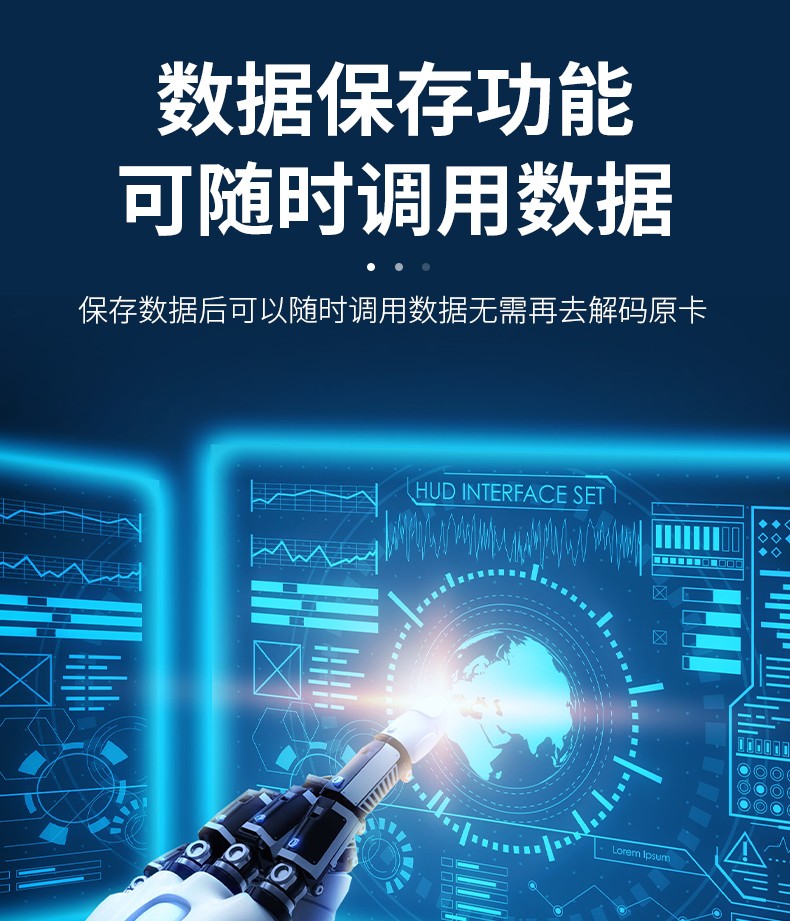 数据保存功能
可随时调用数据
保存数据后可以随时调用数据无需再去解码原卡
HUD INTERFACE SET
Lorem Ipsum